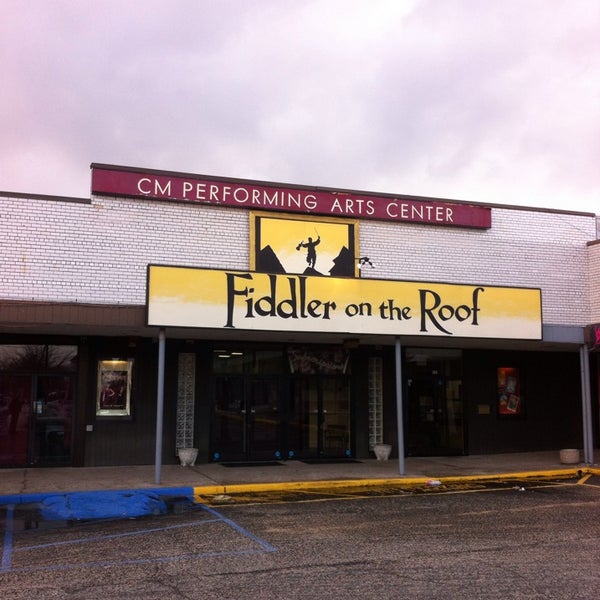 CM PERFORMING ARTS CENTER
Fiddler on the Roof